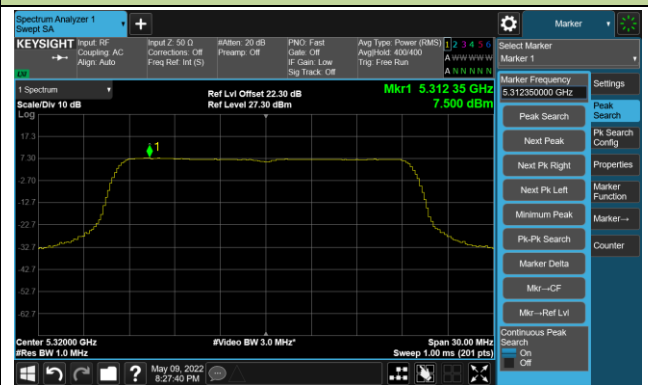 Spectrum Analyzer 1
Swept SA
+
Marker
KEYSIGHT
Input: RF
Coupling: AC
Align: Auto
Input Z: 50 Ω
Corrections: Off
Freq Ref: Int (S)
#Atten: 20 dB
Preamp: Off
PNO: Fast
Gate: Off
IF Gain: Low
Sig Track: Off
Avg Type: Power (RMS)
Avg|Hold: 400/400
Trig: Free Run
1 2 3 4 5 6
A W W W W W
A N N N N N
Select Marker
Marker 1
1 Spectrum
Scale/Div 10 dB
Log
Ref Lvl Offset 22.30 dB
Ref Level 27.30 dBm
Mkr1 5.312 35 GHz
7.500 dBm
17.3
7.30
-2.70
-12.7
-22.7
-32.7
-42.7
-52.7
-62.7
1
Center 5.32000 GHz
#Res BW 1.0 MHz
#Video BW 3.0 MHz*
Span 30.00 MHz
Sweep 1.00 ms (201 pts)
Marker Frequency
5.312350000 GHz
Peak Search
Next Peak
Next Pk Right
Next Pk Left
Minimum Peak
Pk-Pk Search
Marker Delta
Mkr→CF
Mkr→Ref Lvl
Continuous Peak
Search
On
Off
Settings
Peak
Search
Pk Search
Config
Properties
Marker
Function
Marker→
Counter
?
May 09, 2022
8:27:40 PM